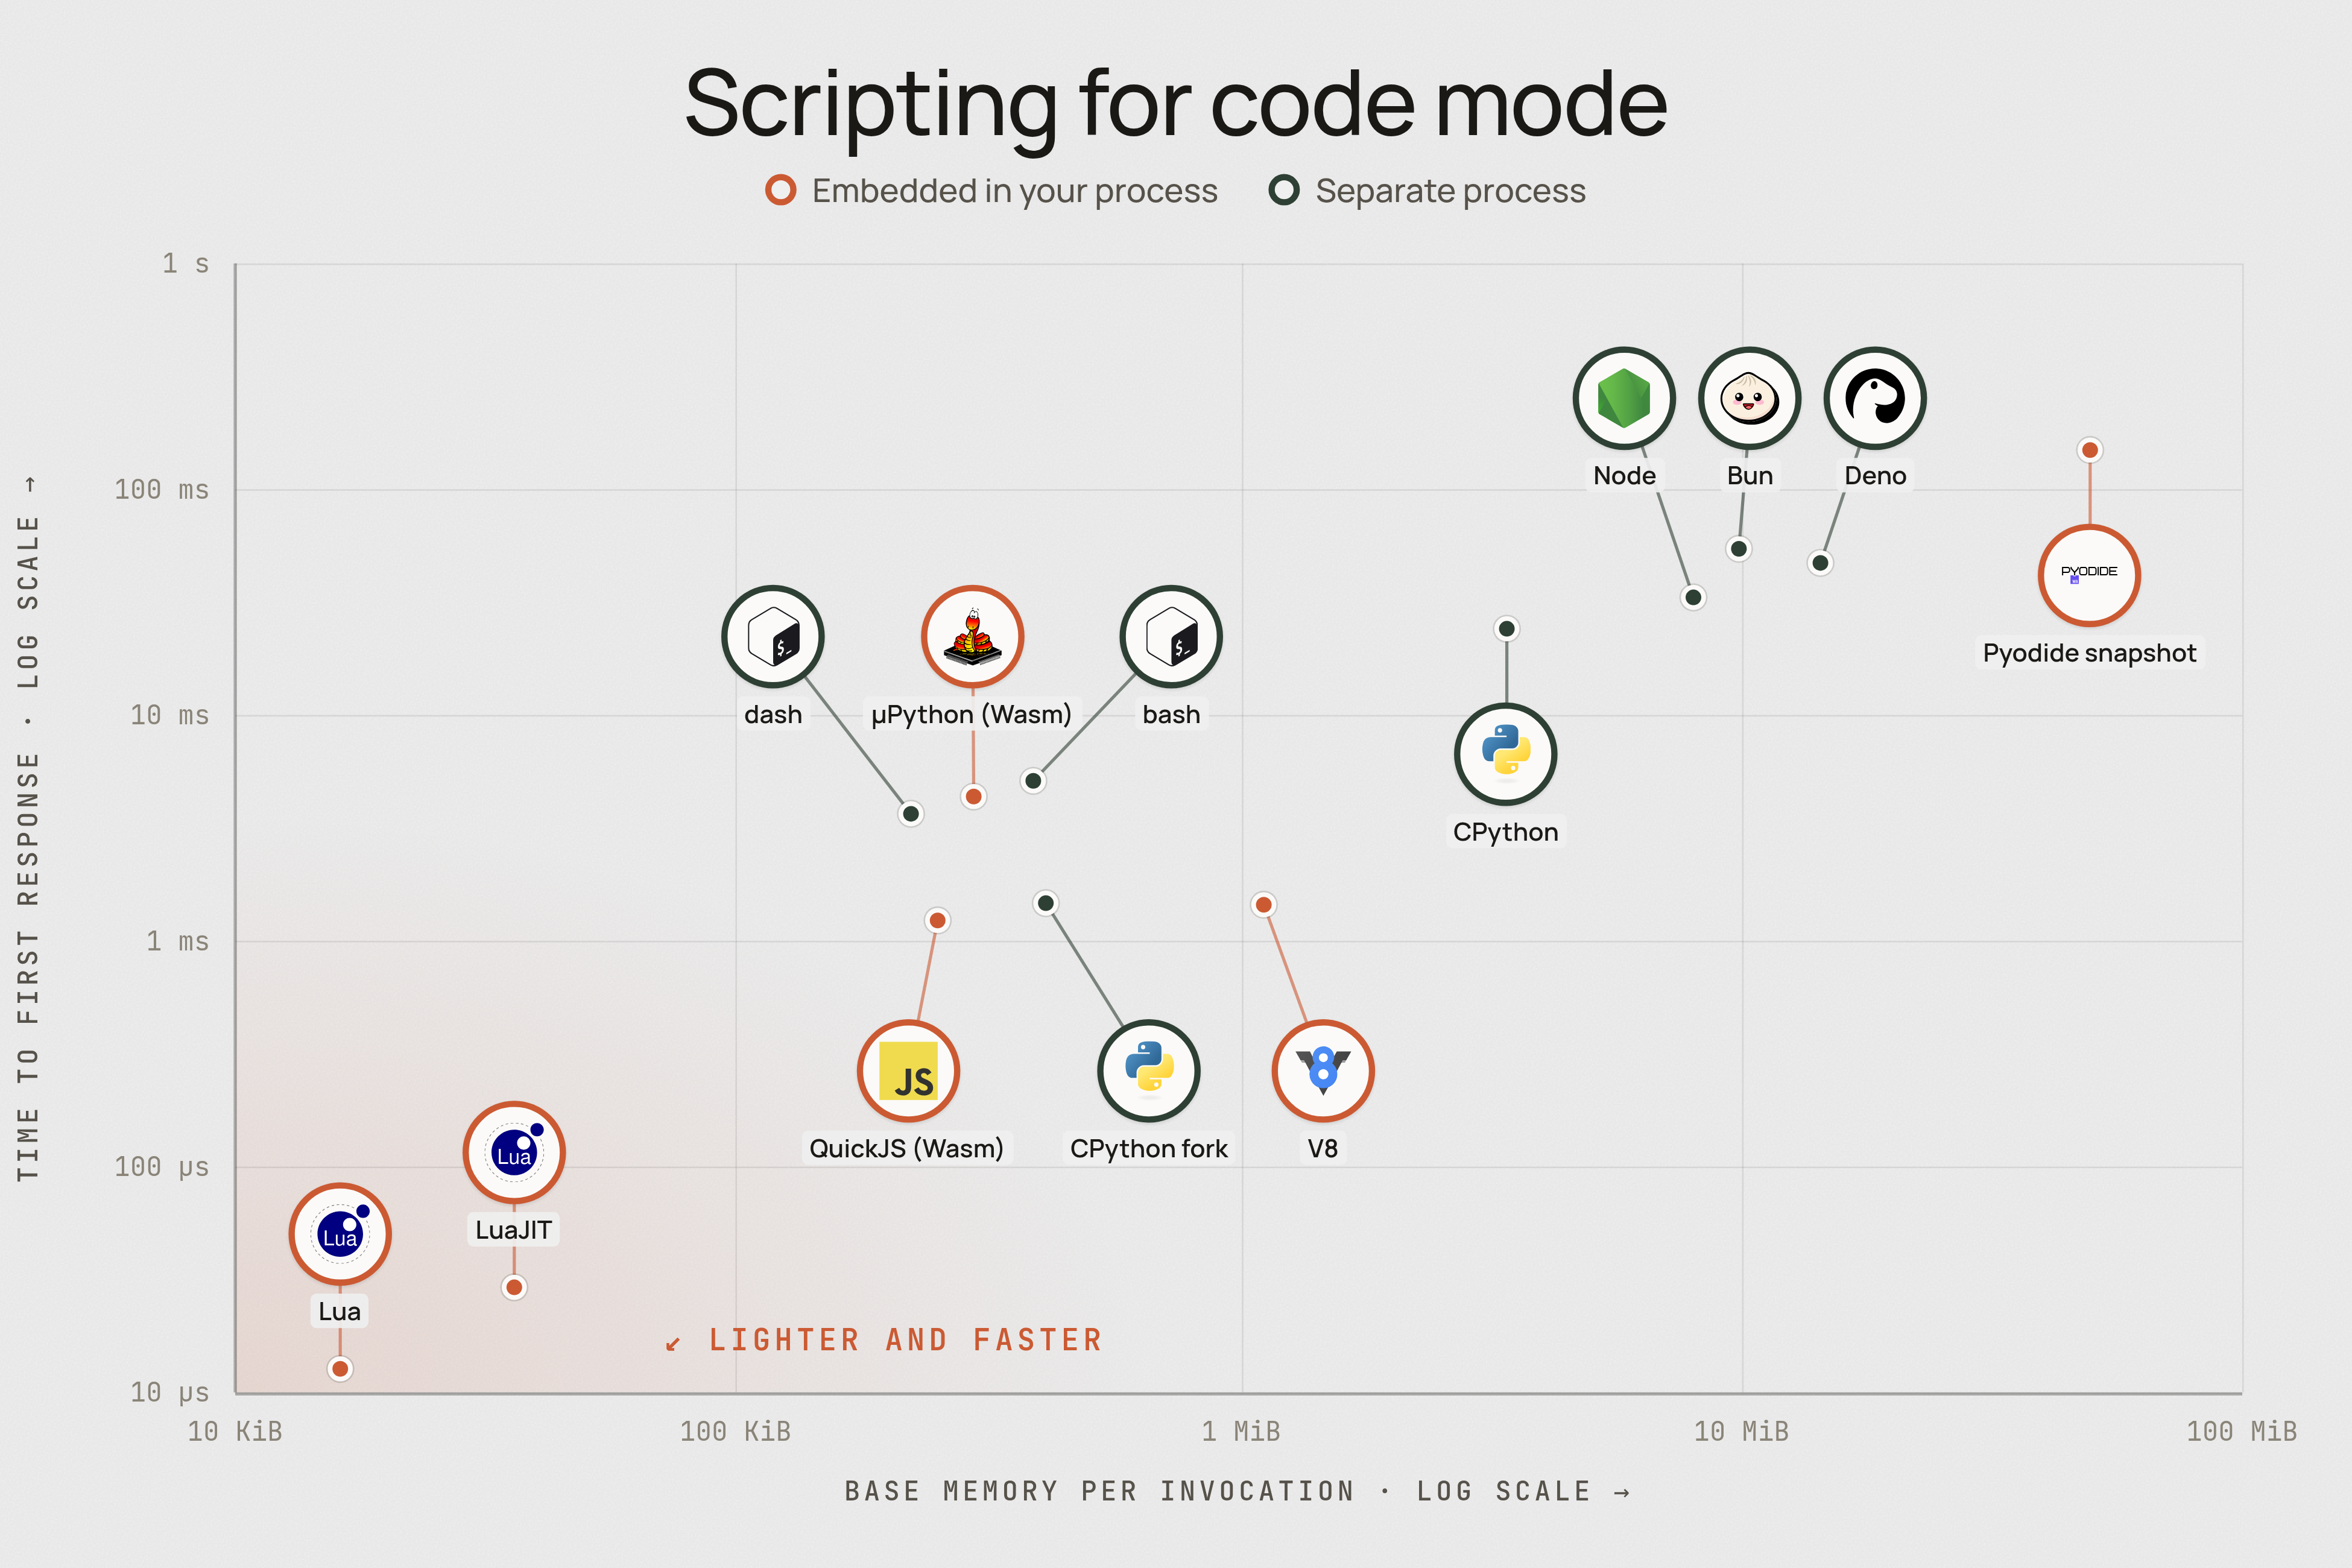 Scripting for code mode
Embedded in your process
Separate process
TIME TO FIRST RESPONSE · LOG SCALE →
1 s
100 ms
10 ms
1 ms
100 µs
10 µs
Node
Bun
Deno
PYODIDE
Pyodide snapshot
$_
dash
µPython (Wasm)
$_
bash
CPython
JS
QuickJS (Wasm)
CPython fork
8
V8
Lua
LuaJIT
Lua
Lua
↙ LIGHTER AND FASTER
10 KiB
100 KiB
1 MiB
10 MiB
100 MiB
BASE MEMORY PER INVOCATION · LOG SCALE →